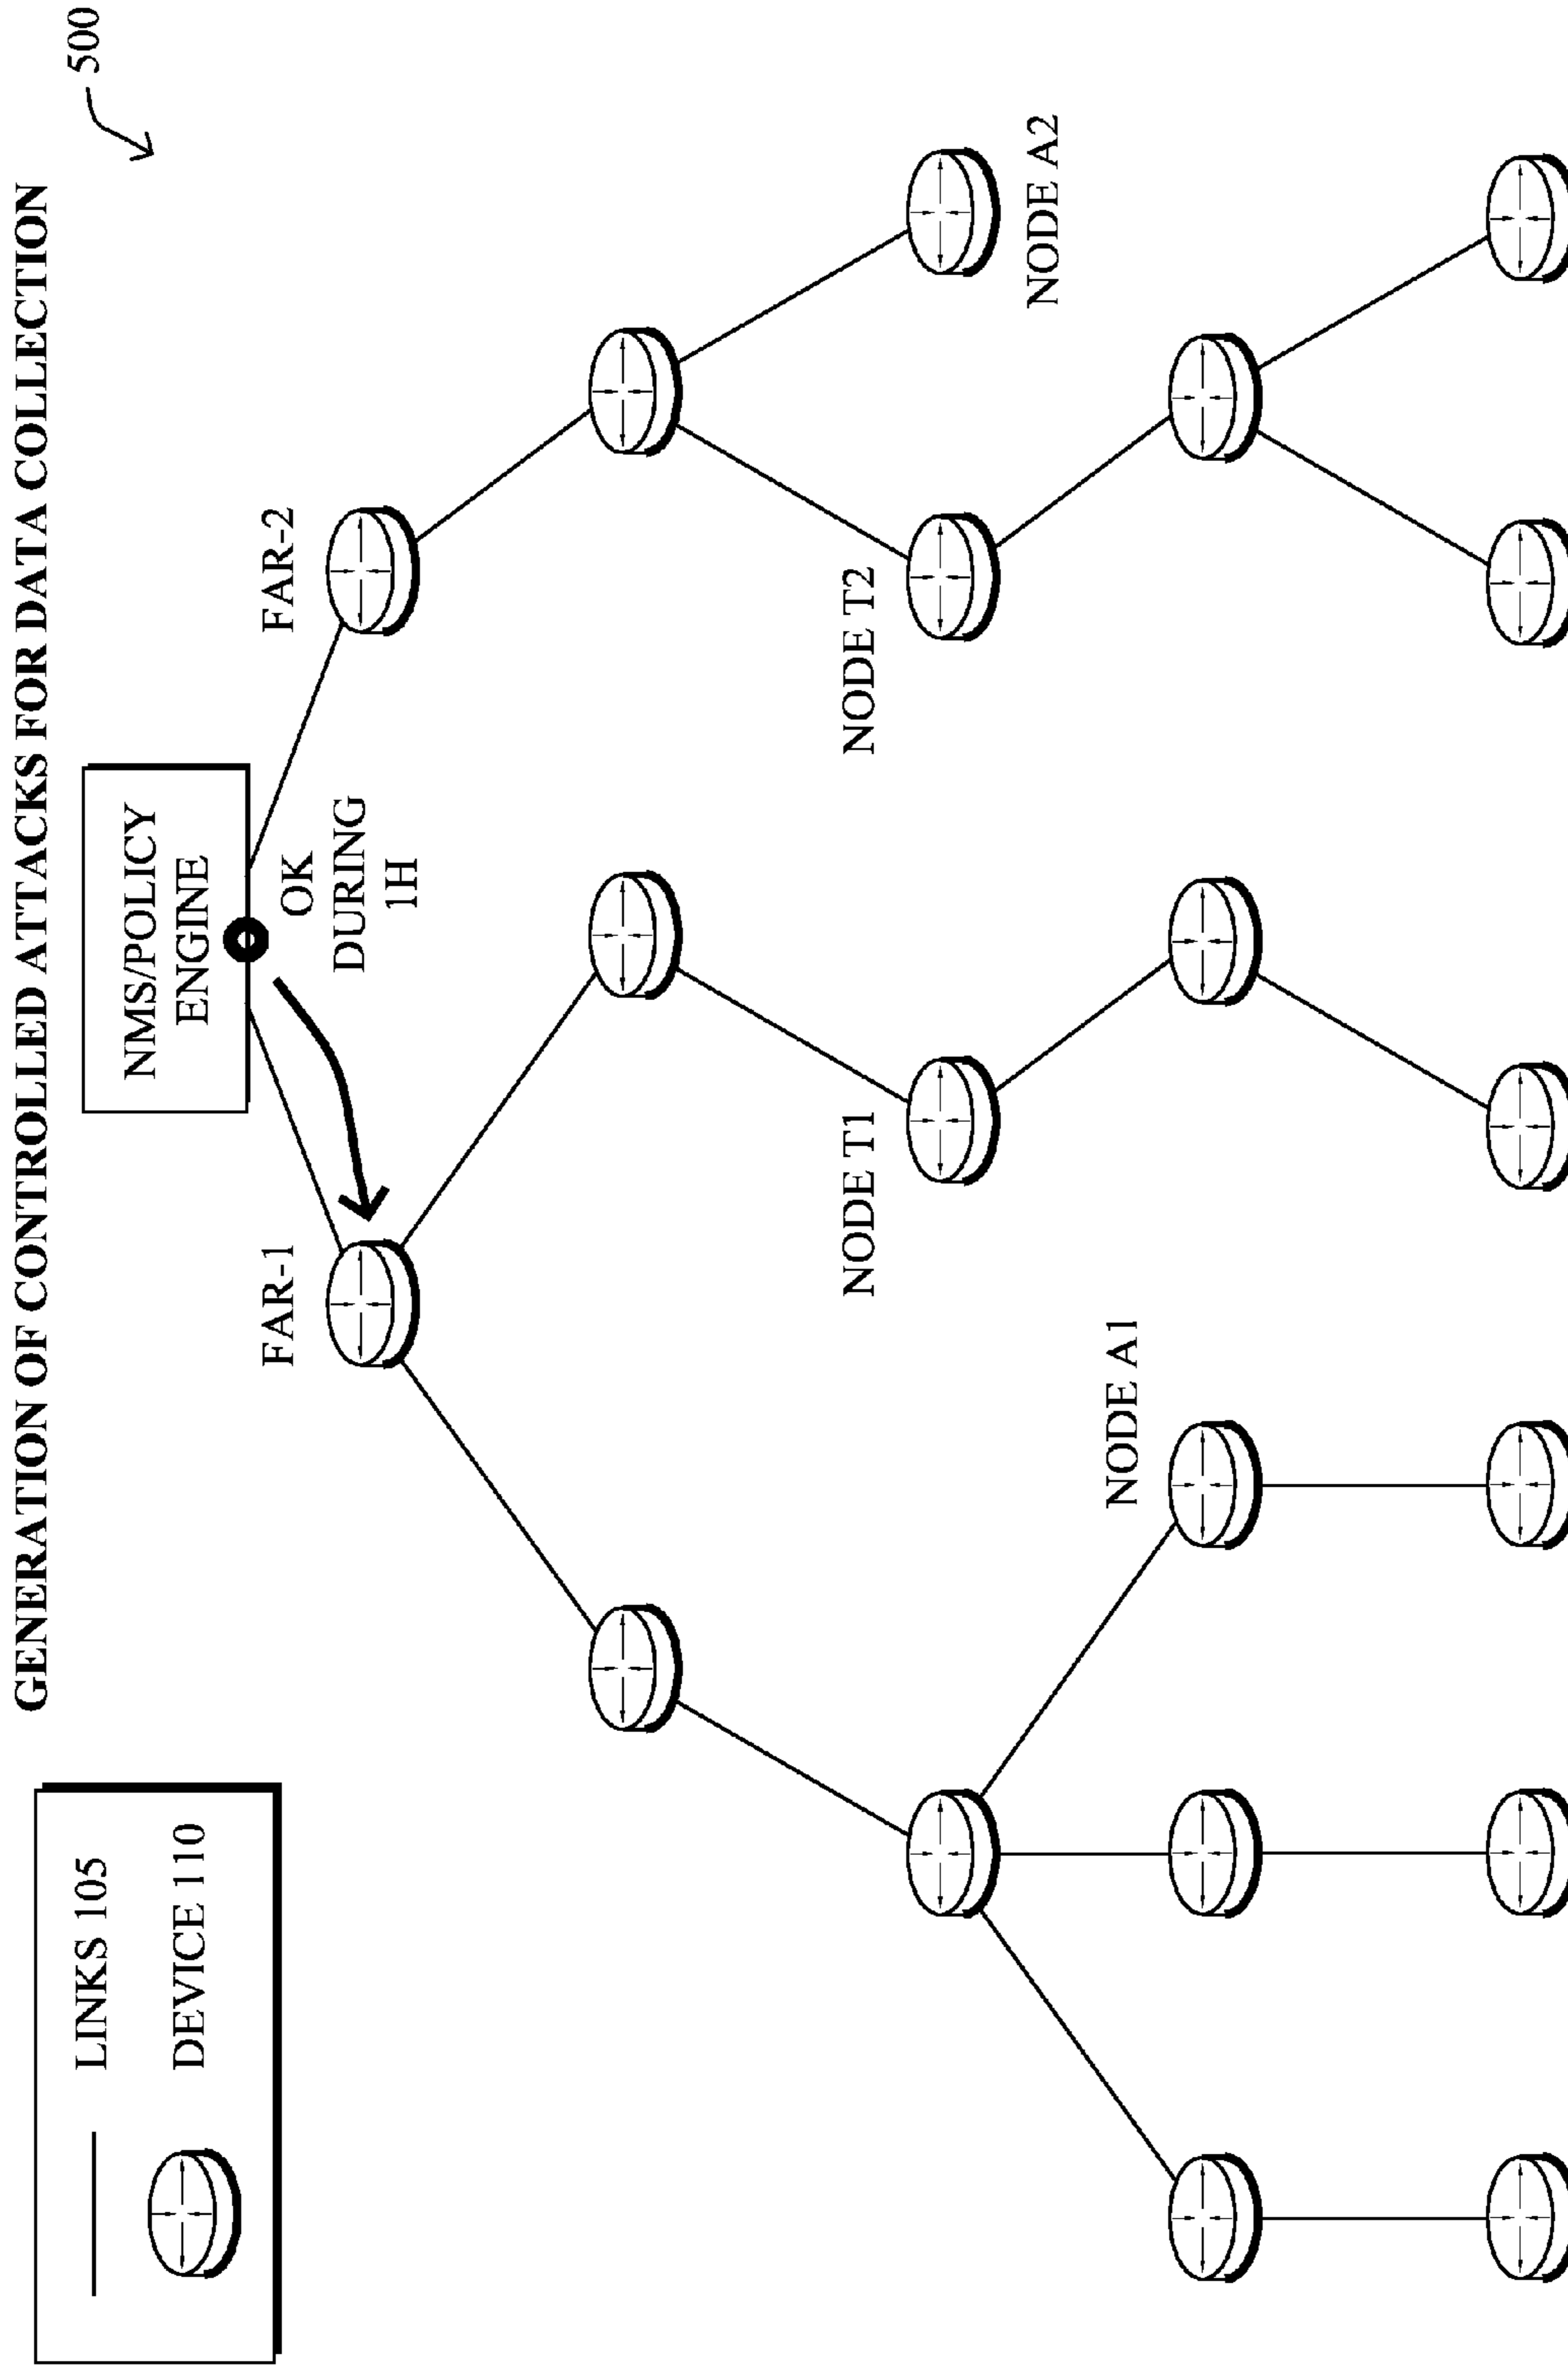 GENERATION OF CONTROLLED ATTACKS FOR DATA COLLECTION
500
LINKS 105
DEVICE 110
NMS/POLICY
ENGINE
OK
DURING
1H
FAR-1
FAR-2
NODE T1
NODE T2
NODE A1
NODE A2